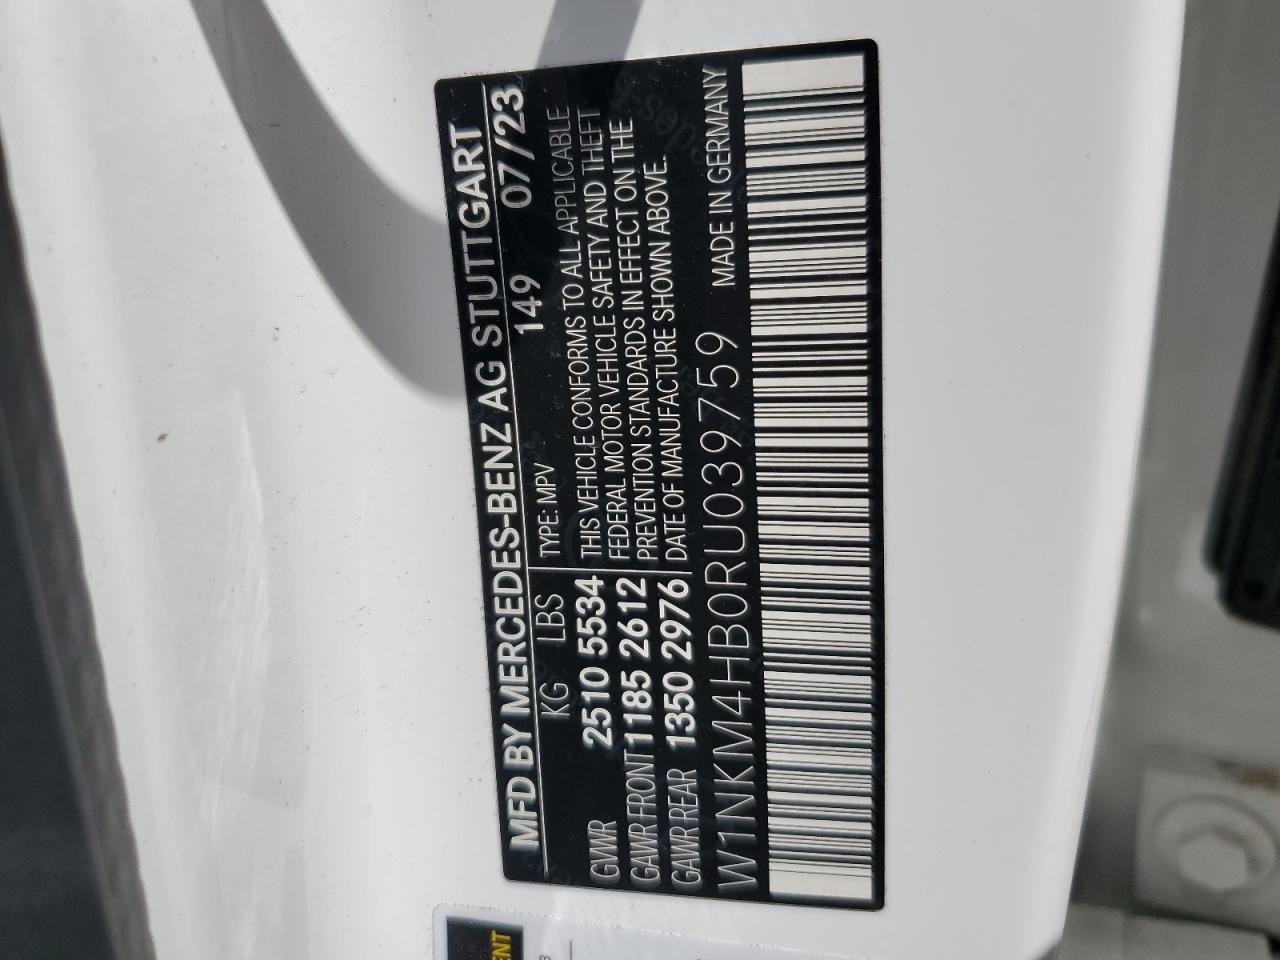 MFD BY MERCEDES-BENZ AG STUTTGART
149 07/23
KG LBS TYPE: MPV
GVWR 2510 5534 THIS VEHICLE CONFORMS TO ALL APPLICABLE
FEDERAL MOTOR VEHICLE SAFETY AND THEFT
GAWR FRONT 1185 2612 PREVENTION STANDARDS IN EFFECT ON THE
GAWR REAR 1350 2976 DATE OF MANUFACTURE SHOWN ABOVE.
W1NKM4HB0RU039759 MADE IN GERMANY
ENT